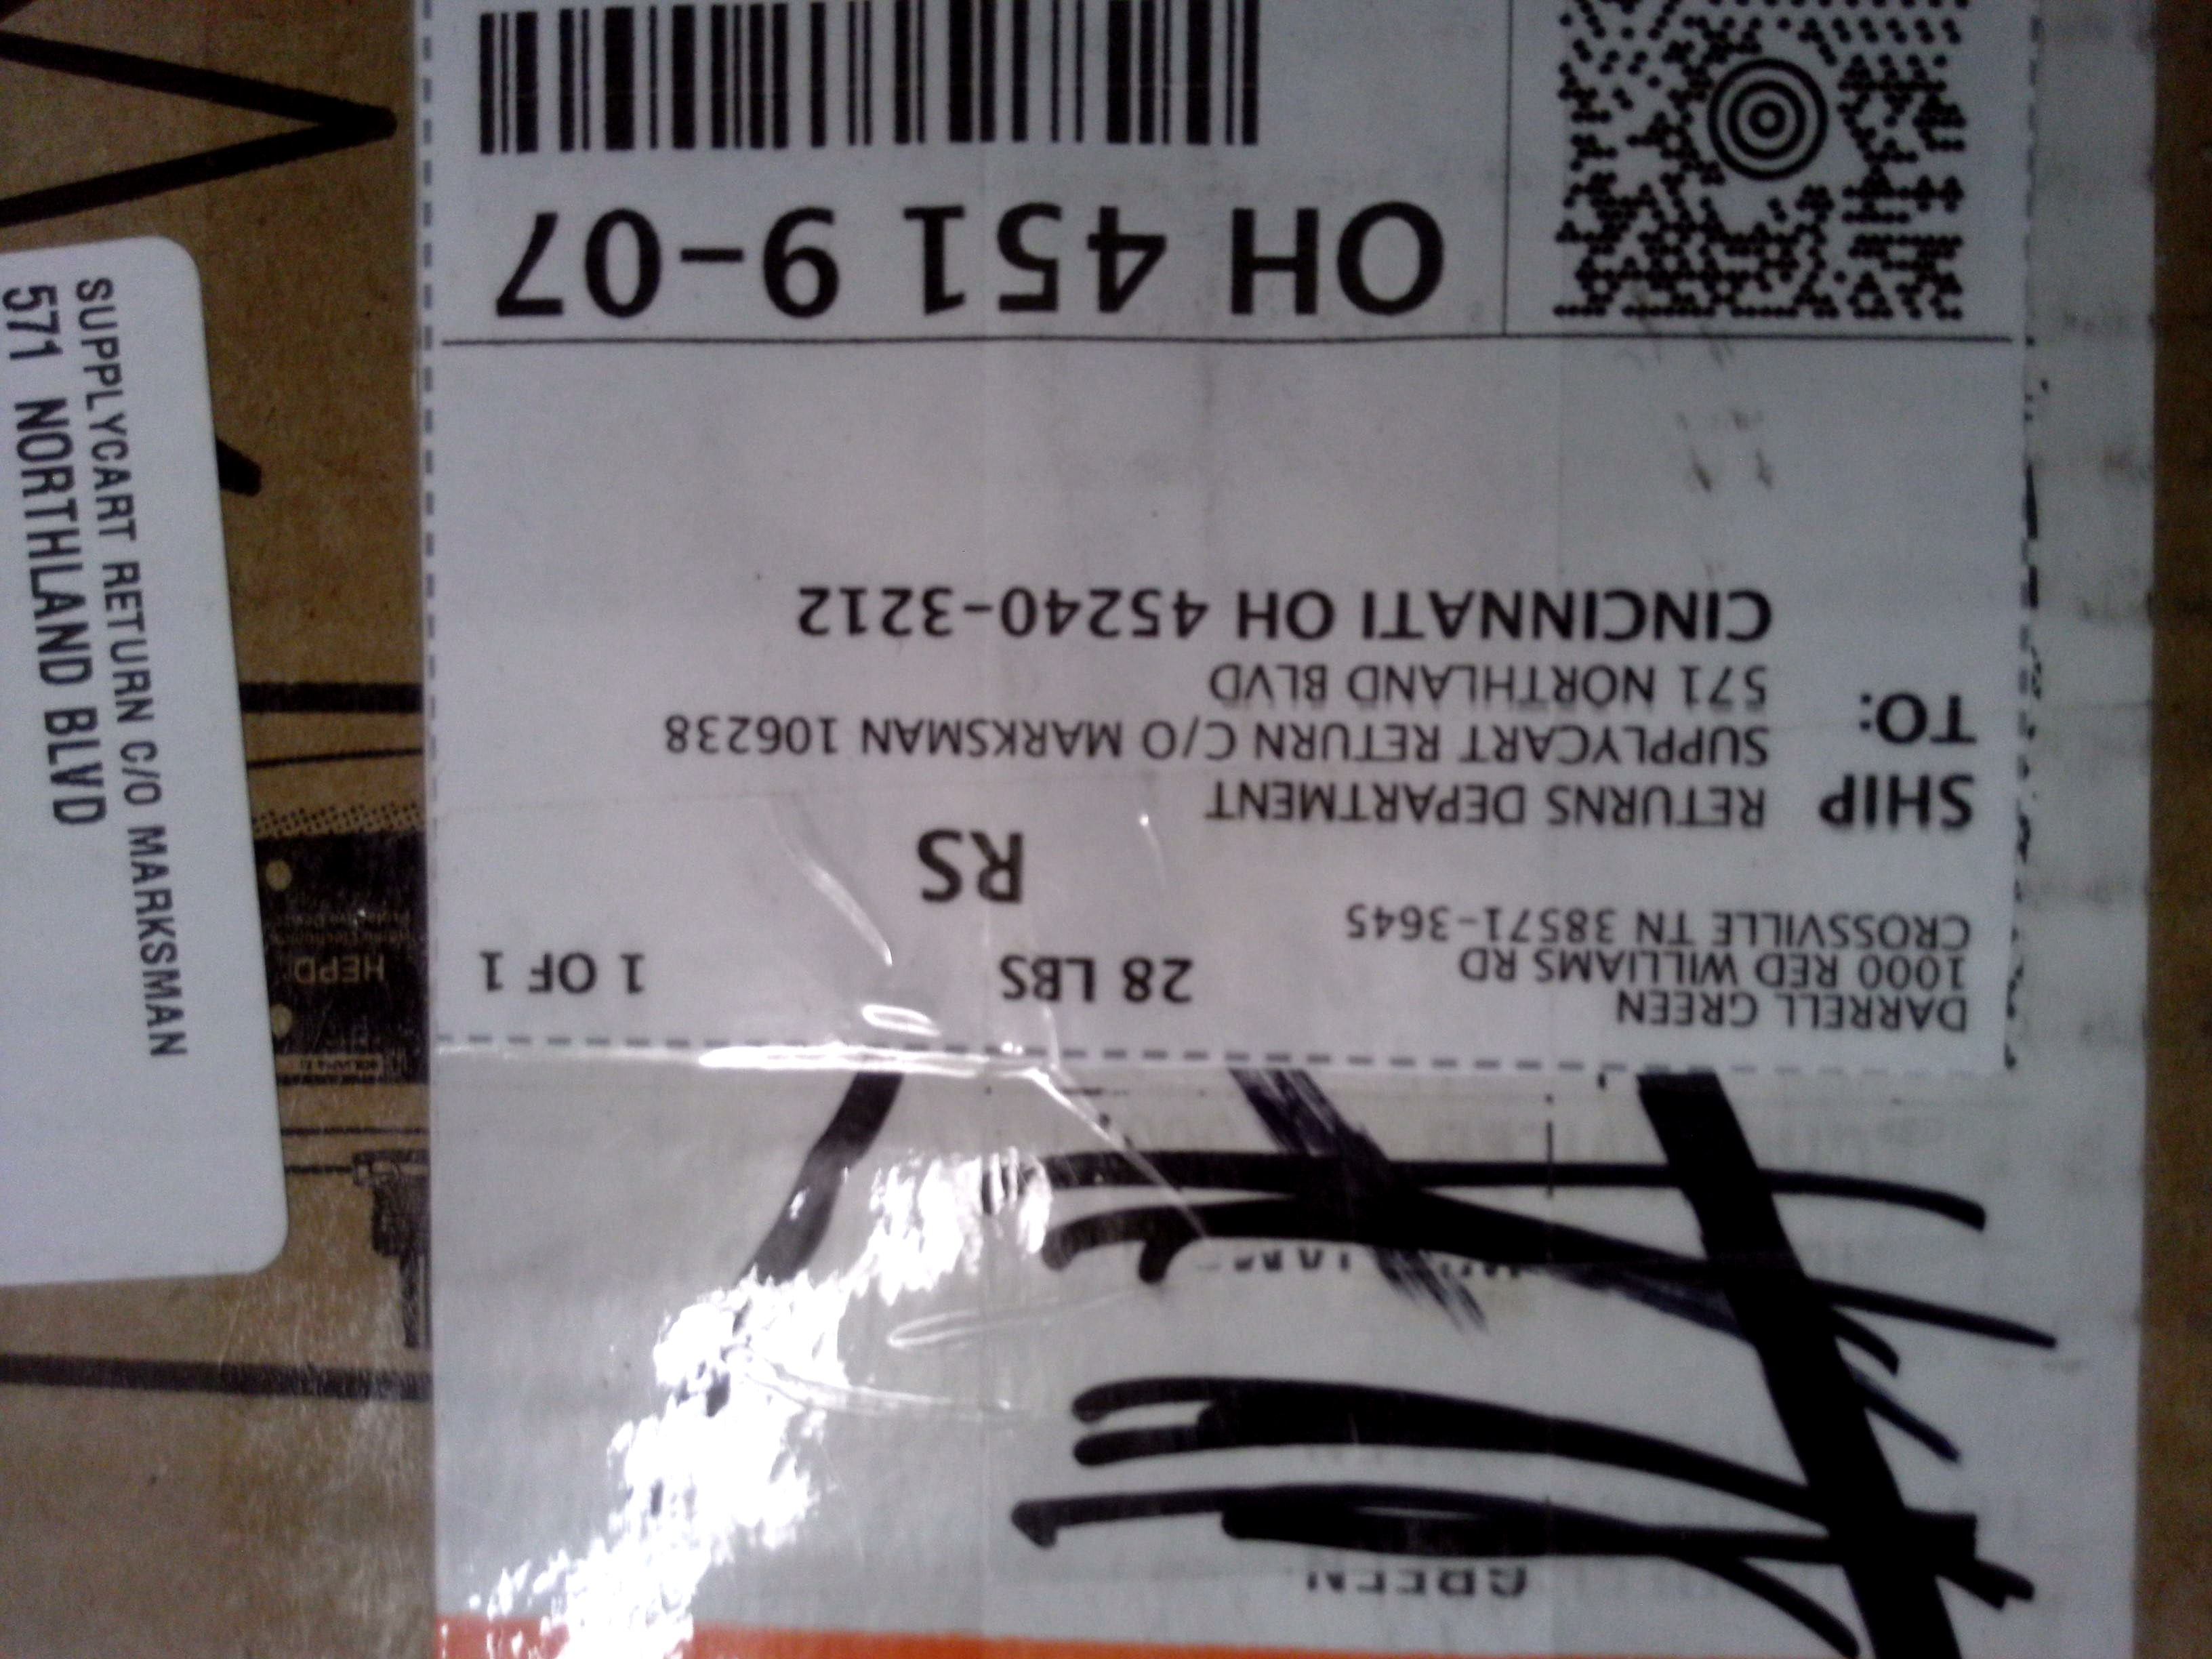 GREEN
DARRELL GREEN
1000 RED WILLIAMS RD
CROSSVILLE TN 38571-3645
28 LBS
1 OF 1
RS
SHIP
TO:
RETURNS DEPARTMENT
SUPPLYCART RETURN C/O MARKSMAN 106238
571 NORTHLAND BLVD
CINCINNATI OH 45240-3212
OH 451 9-07
SUPPLYCART RETURN C/O MARKSMAN
571 NORTHLAND BLVD
HEPD